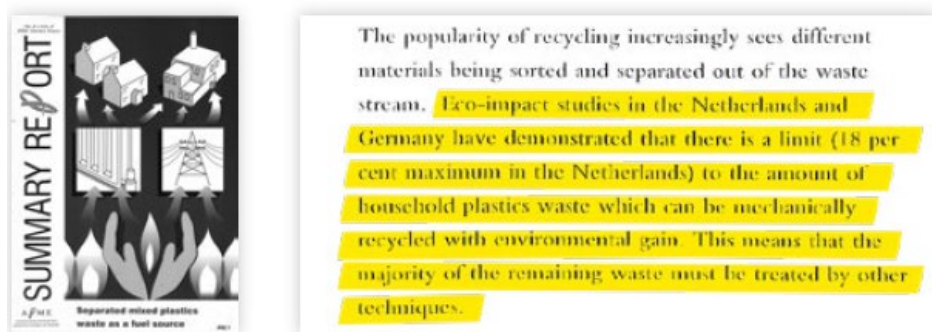 SUMMARY REPORT
APME
Separated mixed plastics
waste as a fuel source
The popularity of recycling increasingly sees different
materials being sorted and separated out of the waste
stream. Eco-impact studies in the Netherlands and
Germany have demonstrated that there is a limit (18 per
cent maximum in the Netherlands) to the amount of
household plastics waste which can be mechanically
recycled with environmental gain. This means that the
majority of the remaining waste must be treated by other
techniques.